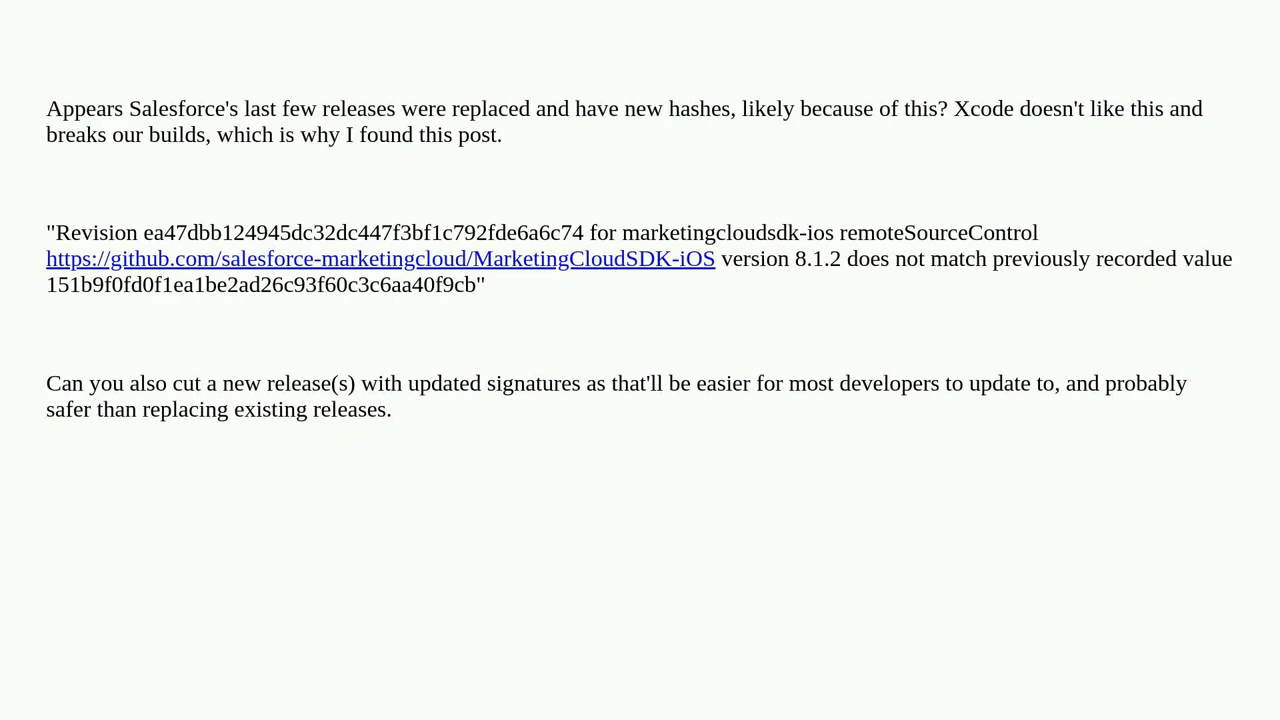 Appears Salesforce's last few releases were replaced and have new hashes, likely because of this? Xcode doesn't like this and
breaks our builds, which is why I found this post.
"Revision ea47dbb124945dc32dc447f3bf1c792fde6a6c74 for marketingcloudsdk-ios remoteSourceControl
https://github.com/salesforce-marketingcloud/MarketingCloudSDK-iOS version 8.1.2 does not match previously recorded value
151b9f0fd0f1ea1be2ad26c93f60c3c6aa40f9cb"
Can you also cut a new release(s) with updated signatures as that'll be easier for most developers to update to, and probably
safer than replacing existing releases.